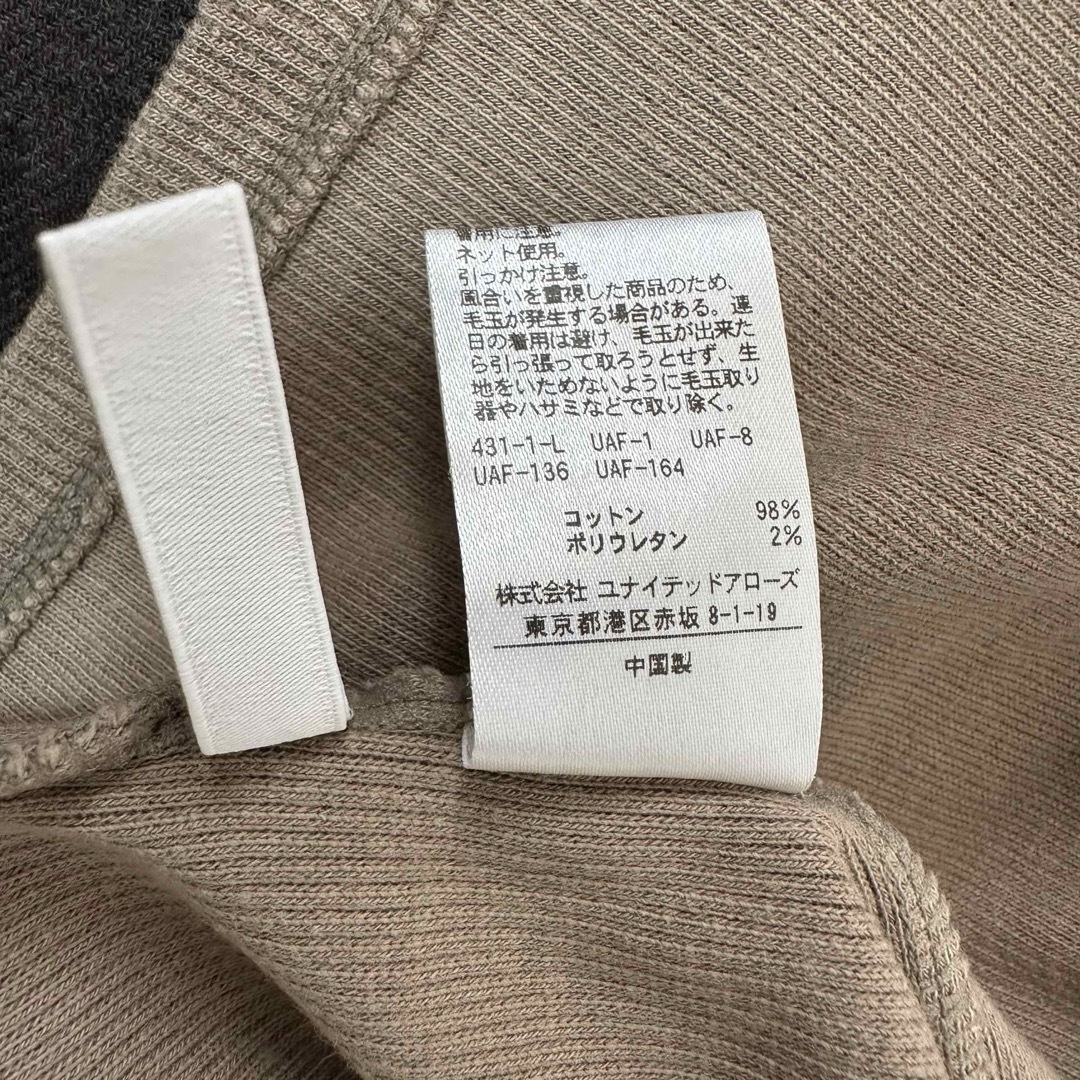 着用に注意。
ネット使用。
引っかけ注意。
風合いを重視した商品のため、
毛玉が発生する場合がある。連
日の着用は避け、毛玉が出来た
ら引っ張って取ろうとせず、生
地をいためないように毛玉取り
器やハサミなどで取り除く。
431-1-L UAF-1 UAF-8
UAF-136 UAF-164
コットン 98%
ポリウレタン 2%
株式会社 ユナイテッドアローズ
東京都港区赤坂 8-1-19
中国製